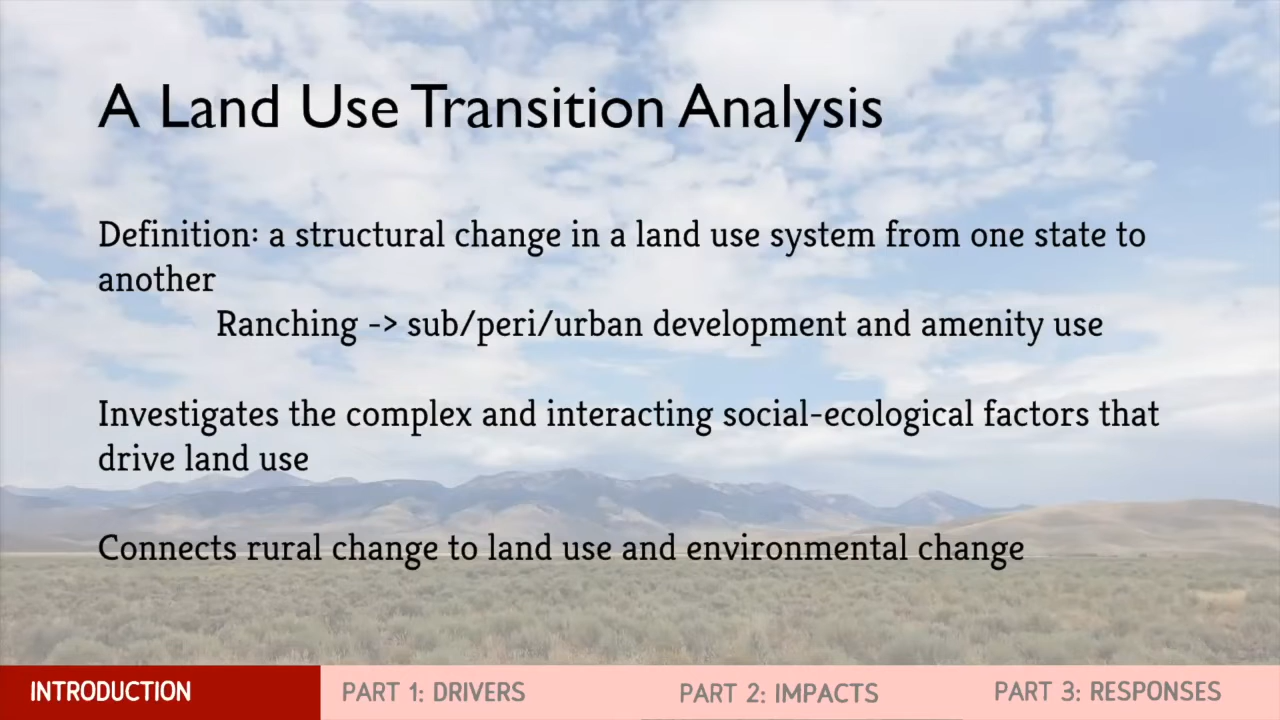 A Land Use Transition Analysis
Definition: a structural change in a land use system from one state to
another
Ranching -> sub/peri/urban development and amenity use
Investigates the complex and interacting social-ecological factors that
drive land use
Connects rural change to land use and environmental change
INTRODUCTION
PART 1: DRIVERS
PART 2: IMPACTS
PART 3: RESPONSES